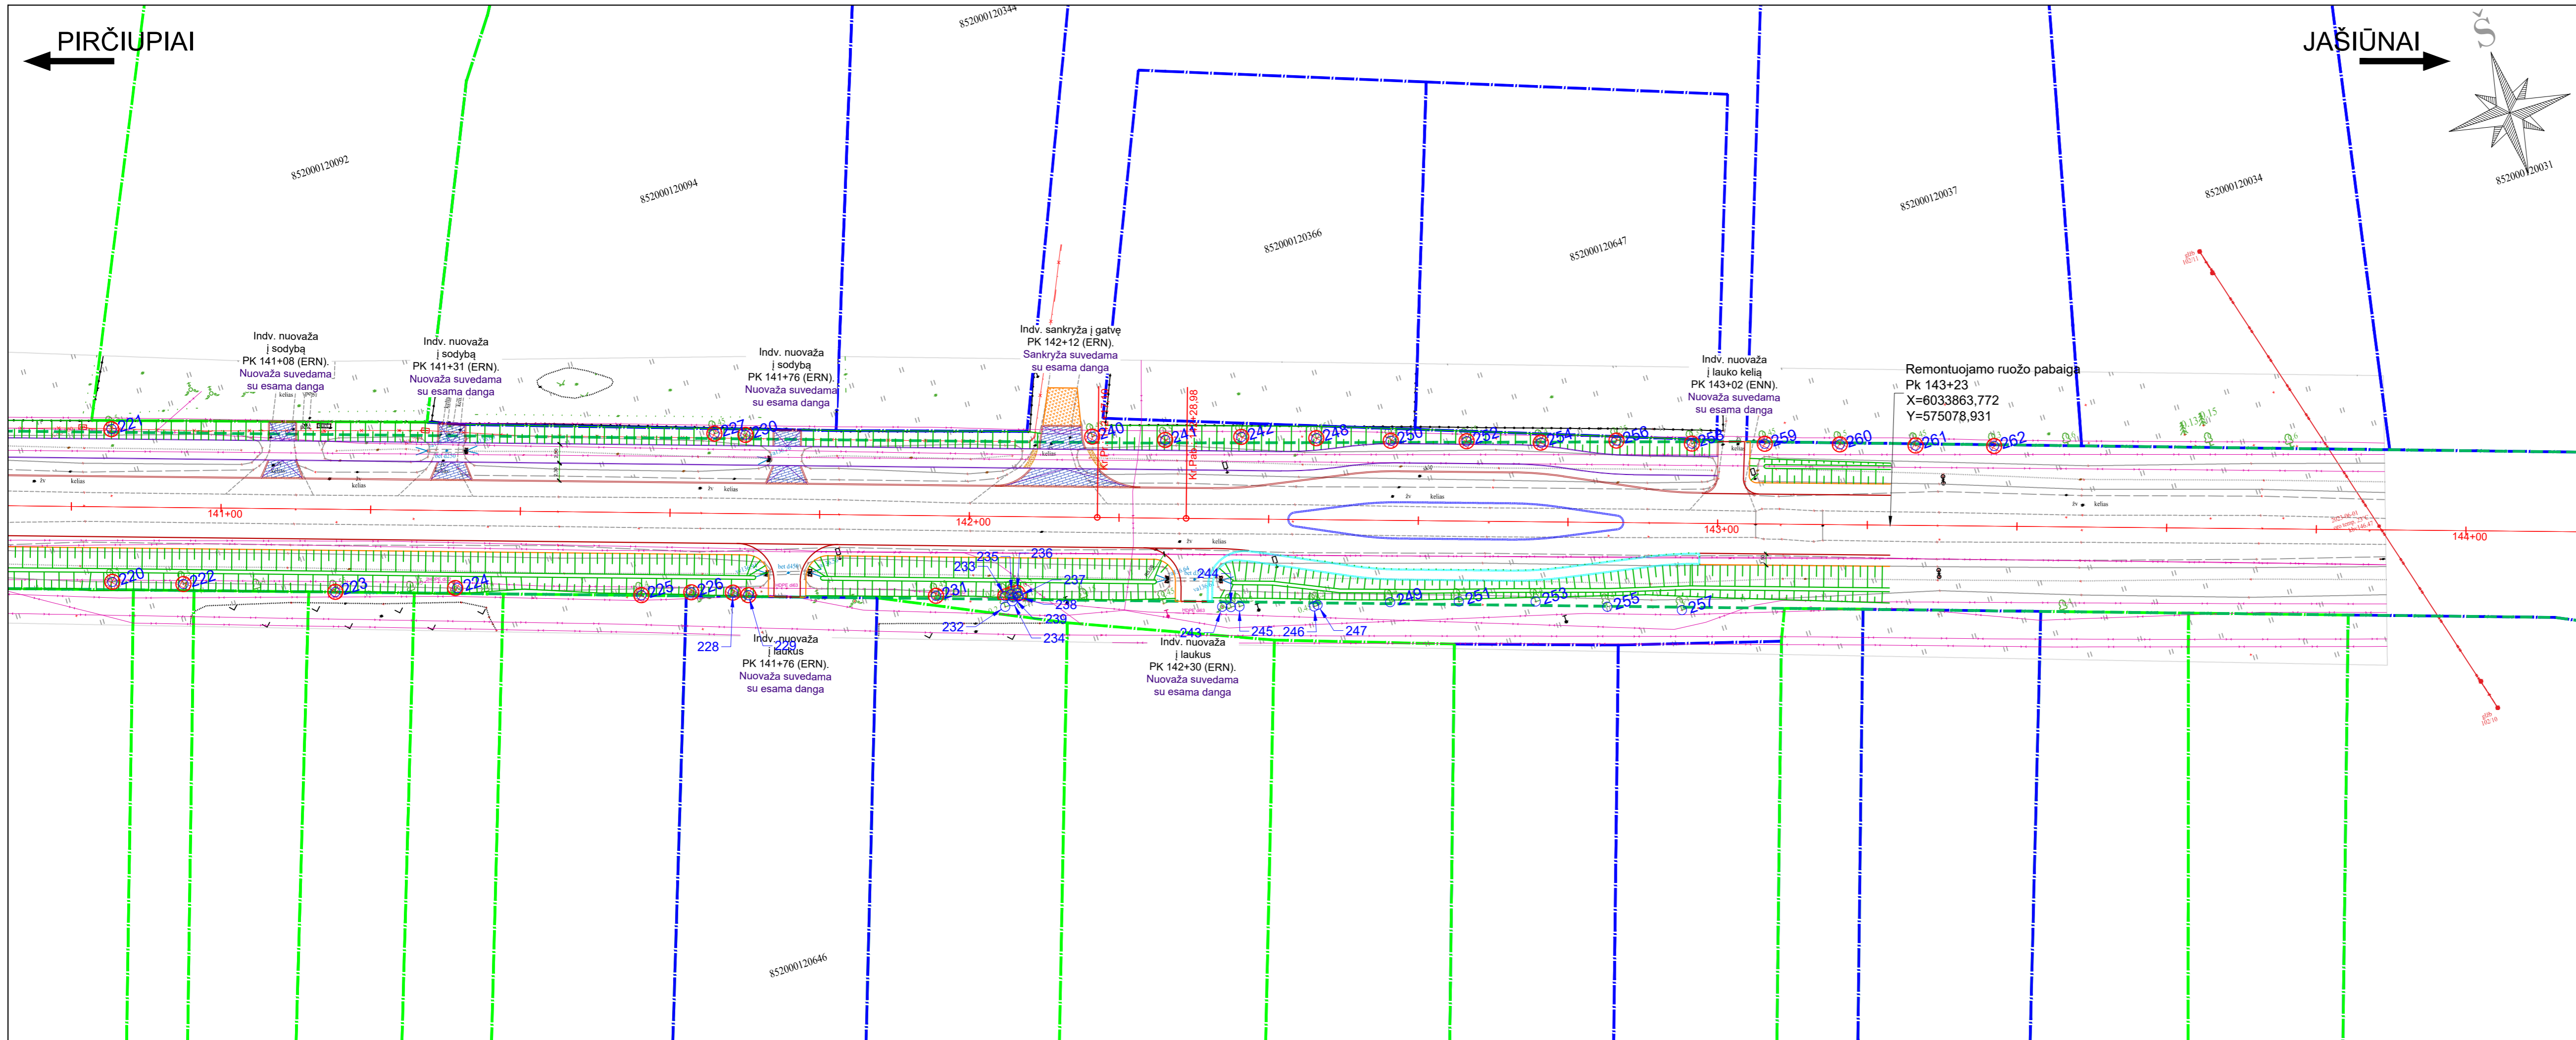 PIRČIUPIAI
JAŠIŪNAI
Š
852000120344
852000120092
852000120094
852000120366
852000120647
852000120037
852000120034
852000120031
Indv. nuovaža
į sodybą
PK 141+08 (ERN).
Nuovaža suvedama
su esama danga
Indv. nuovaža
į sodybą
PK 141+31 (ERN).
Nuovaža suvedama
su esama danga
Indv. nuovaža
į sodybą
PK 141+76 (ERN).
Nuovaža suvedama
su esama danga
Indv. sankryža į gatvę
PK 142+12 (ERN).
Sankryža suvedama
su esama danga
Indv. nuovaža
į lauko kelią
PK 143+02 (ENN).
Nuovaža suvedama
su esama danga
Remontuojamo ruožo pabaiga
Pk 143+23
X=6033863,772
Y=575078,931
221
227
230
240
241
242
248
250
252
254
256
258
259
260
261
262
kelias
žv kelias
141+00
142+00
143+00
144+00
220
222
223
224
225
226
228
229
231
232
233
234
235
236
237
238
239
243
244
245
246
247
249
251
253
255
257
Indv. nuovaža
į laukus
PK 141+76 (ERN).
Nuovaža suvedama
su esama danga
Indv. nuovaža
į laukus
PK 142+30 (ERN).
Nuovaža suvedama
su esama danga
852000120646